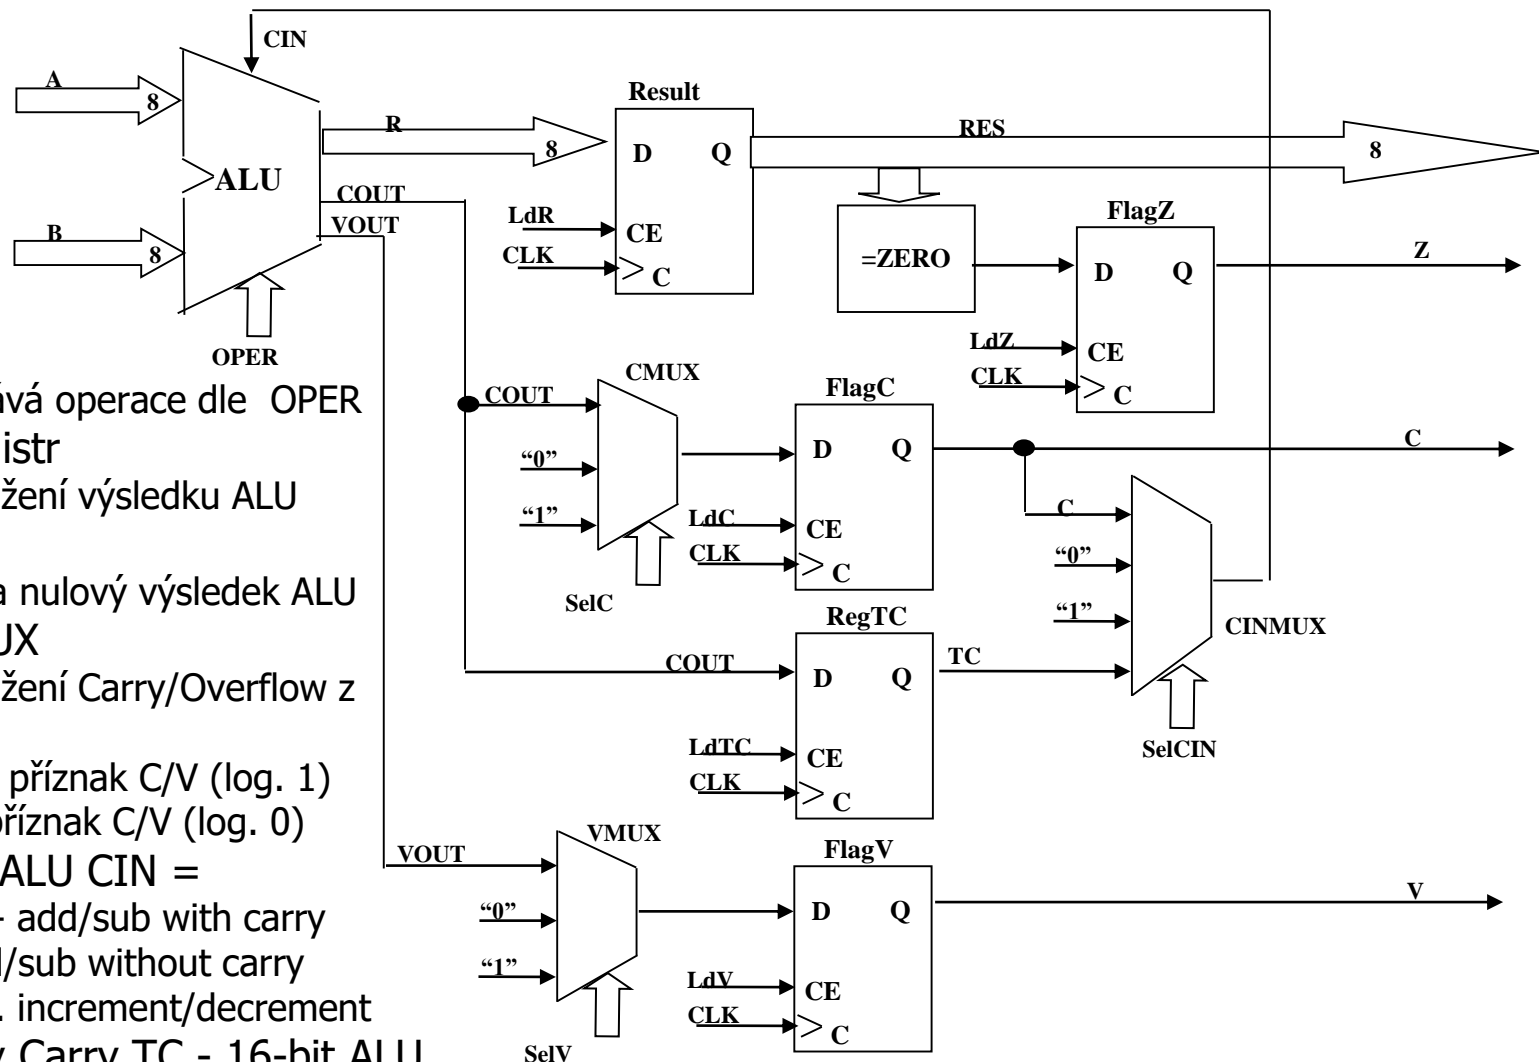 CIN
A
8
Result
R
8
D
Q
RES
8
ALU
COUT
VOUT
LdR
CE
CLK
C
B
8
=ZERO
FlagZ
D
Q
Z
LdZ
CE
CLK
C
OPER
CMUX
COUT
“0”
“1”
SelC
FlagC
D
Q
C
LdC
CE
CLK
C
C
“0”
“1”
CINMUX
SelCIN
RegTC
COUT
D
Q
TC
LdTC
CE
CLK
C
VMUX
VOUT
“0”
“1”
SelV
FlagV
D
Q
V
LdV
CE
CLK
C
operace dle OPER
žení výsledku ALU
nulový výsledek ALU
žení Carry/Overflow z
příznak C/V (log. 1)
příznak C/V (log. 0)
ALU CIN =
- add/sub with carry
/sub without carry
. increment/decrement
Carry TC - 16-bit ALU